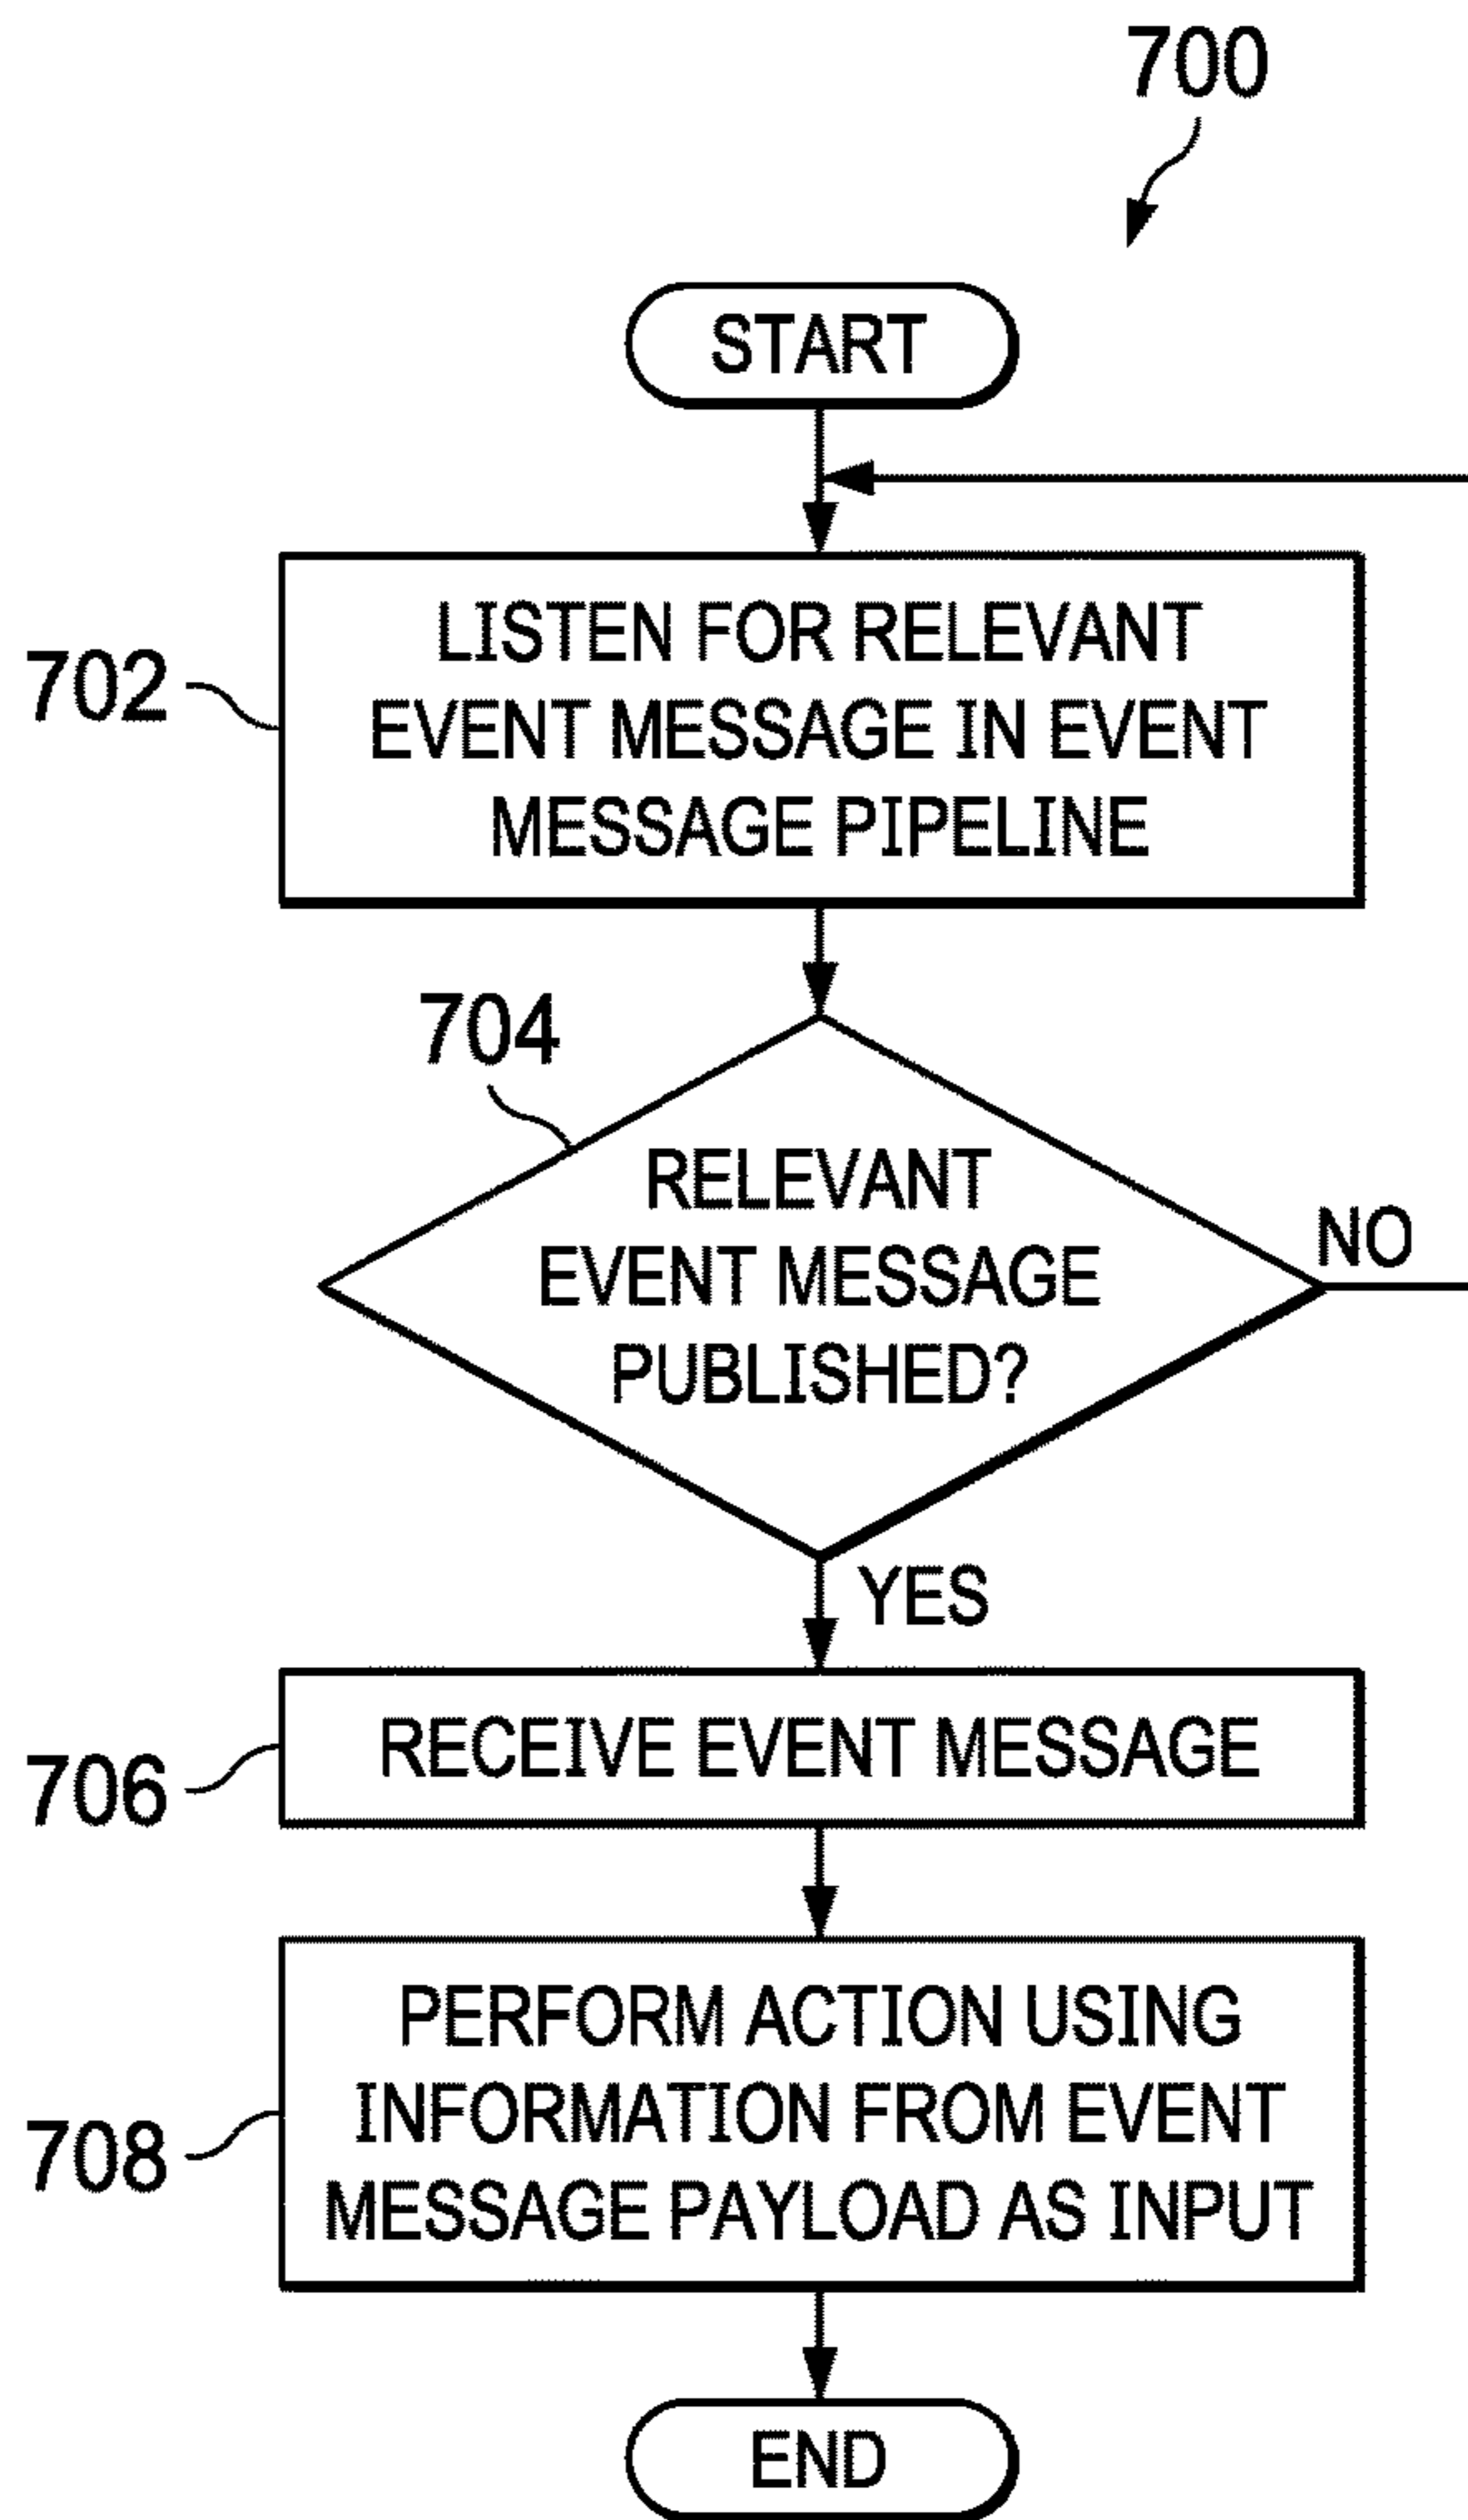 700
START
LISTEN FOR RELEVANT
EVENT MESSAGE IN EVENT
MESSAGE PIPELINE
702
704
RELEVANT
EVENT MESSAGE
PUBLISHED?
NO
YES
RECEIVE EVENT MESSAGE
706
PERFORM ACTION USING
INFORMATION FROM EVENT
MESSAGE PAYLOAD AS INPUT
708
END